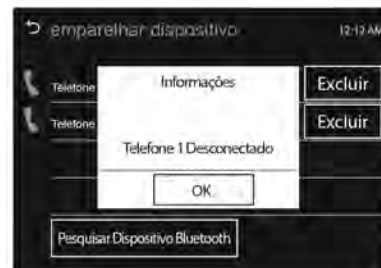 emparelhar dispositivo 12:12 AM
Informações
Telefone Excluir
Telefone Excluir
Telefone 1 Desconectado
OK
Pesquisar Dispositivo Bluetooth